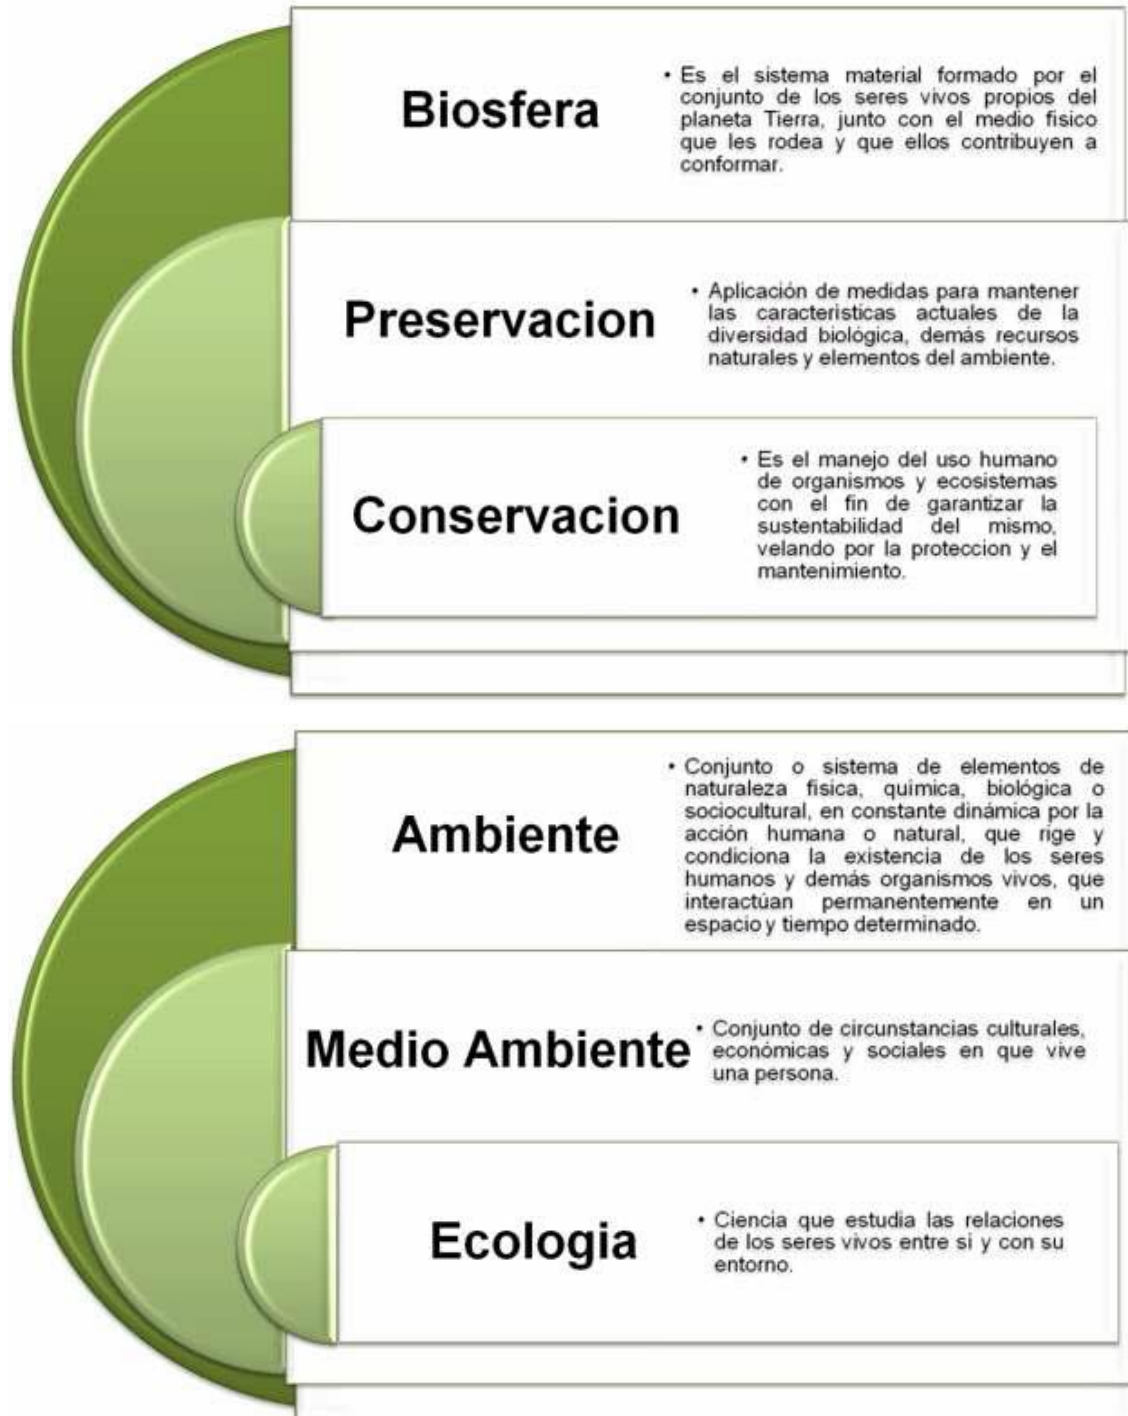 Biosfera
• Es el sistema material formado por el
conjunto de los seres vivos propios del
planeta Tierra, junto con el medio fisico
que les rodea y que ellos contribuyen a
conformar.
Preservacion
• Aplicación de medidas para mantener
las caracteristicas actuales de la
diversidad biológica, demás recursos
naturales y elementos del ambiente.
Conservacion
• Es el manejo del uso humano
de organismos y ecosistemas
con el fin de garantizar la
sustentabilidad del mismo,
velando por la proteccion y el
mantenimiento.
Ambiente
• Conjunto o sistema de elementos de
naturaleza fisica, química, biológica o
sociocultural, en constante dinámica por la
acción humana o natural, que rige y
condiciona la existencia de los seres
humanos y demás organismos vivos, que
interactúan permanentemente en un
espacio y tiempo determinado.
Medio Ambiente
• Conjunto de circunstancias culturales,
económicas y sociales en que vive
una persona.
Ecologia
• Ciencia que estudia las relaciones
de los seres vivos entre si y con su
entorno.